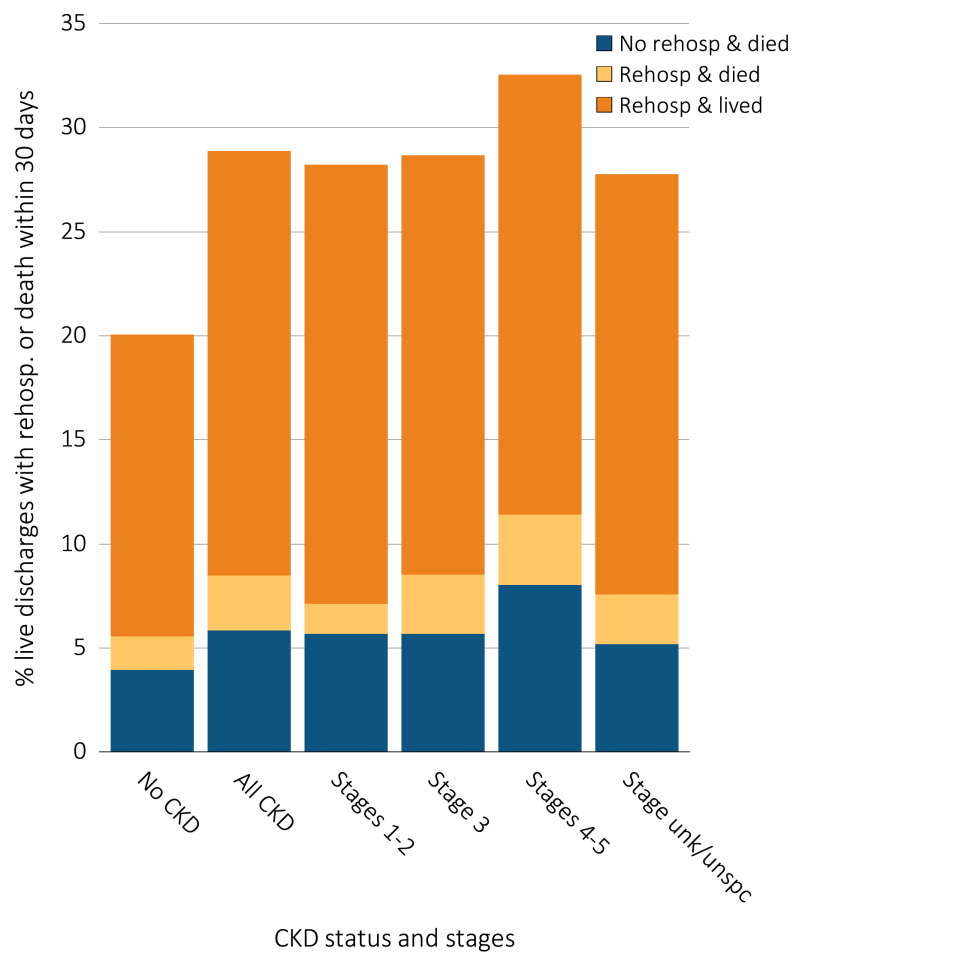 35
30
25
20
15
10
5
0
% live discharges with rehosp. or death within 30 days
No rehosp & died
Rehosp & died
Rehosp & lived
No CKD
All CKD
Stages 1-2
Stage 3
Stages 4-5
Stage unk/unspc
CKD status and stages